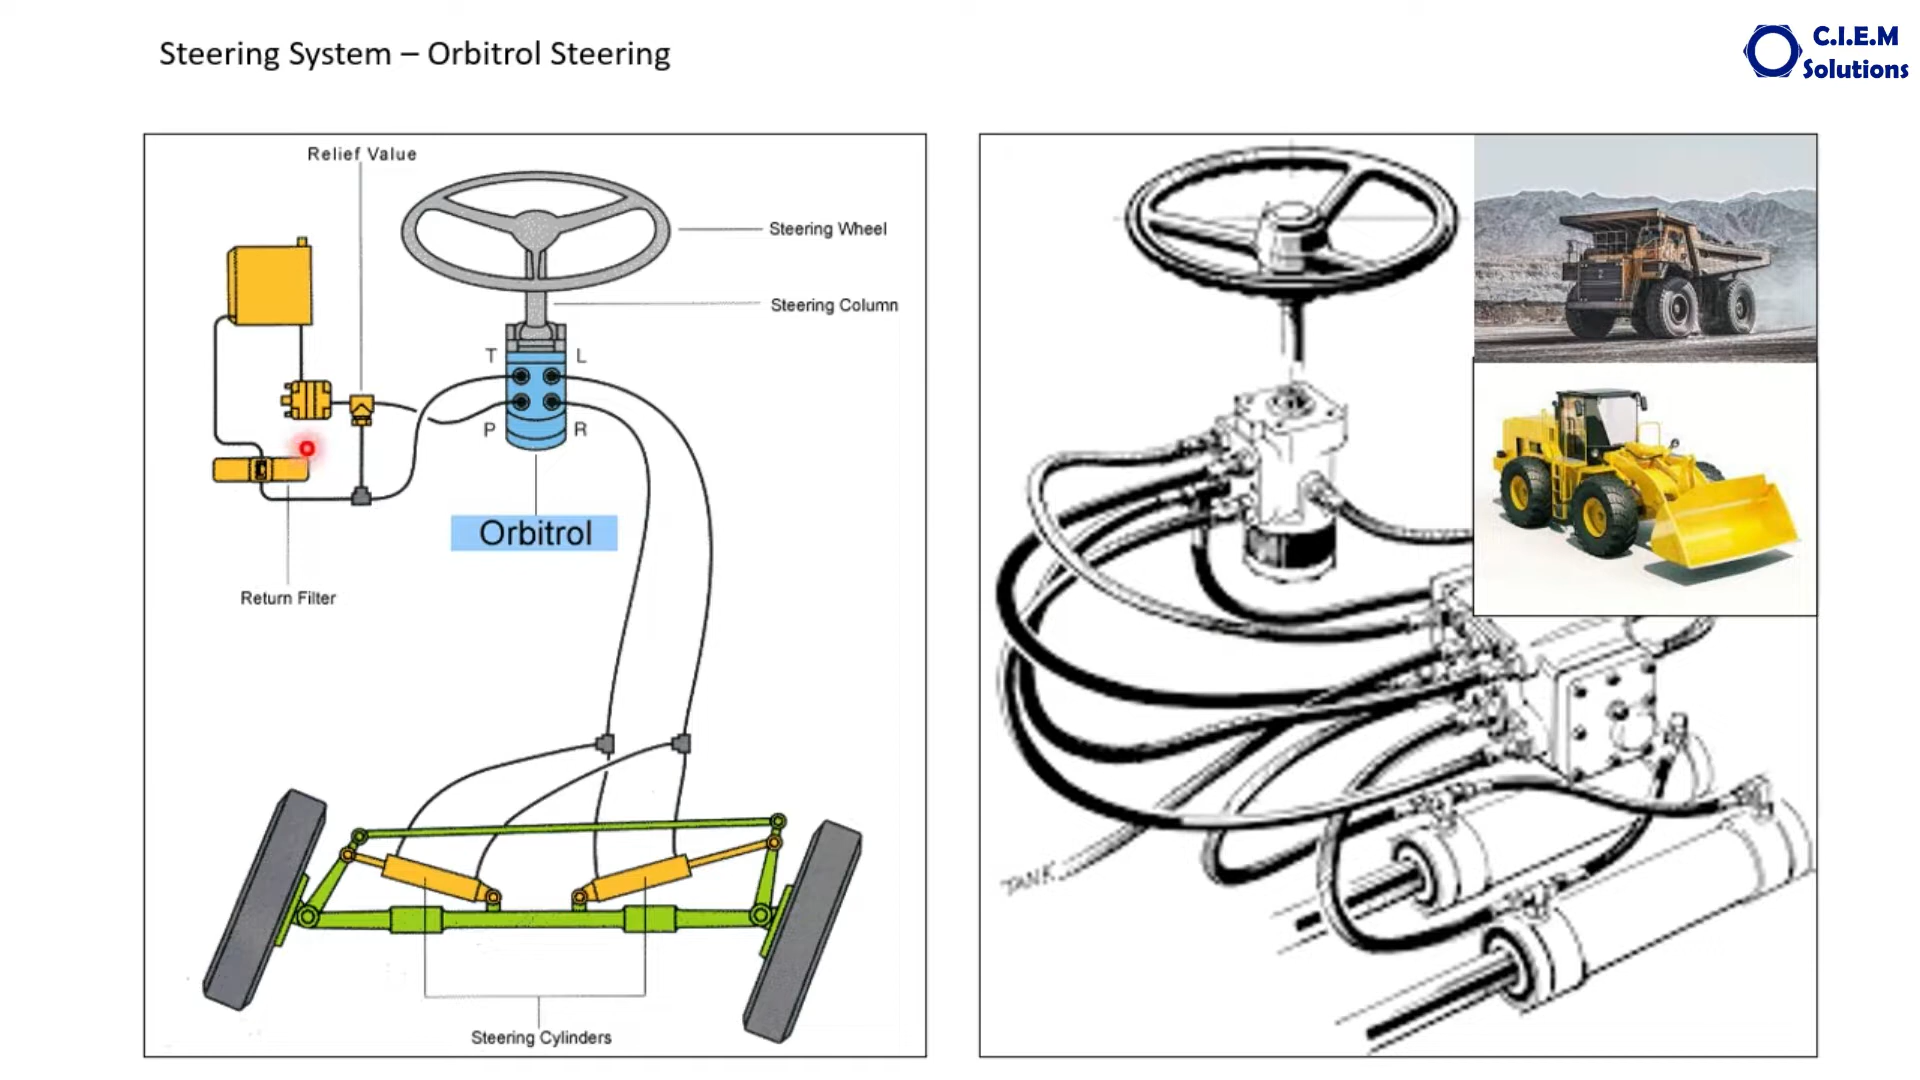 Steering System – Orbitrol Steering
C.I.E.M
Solutions
Relief Value
Steering Wheel
Steering Column
T
L
P
R
Orbitrol
Return Filter
Steering Cylinders
TANK